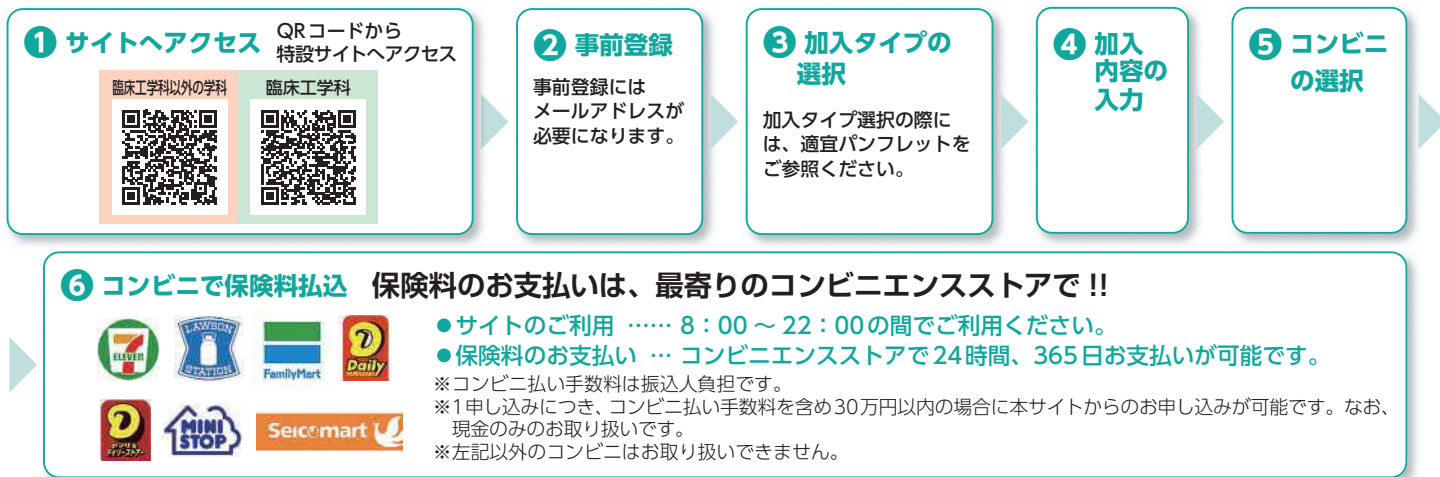 ❶ サイトへアクセス
QRコードから
特設サイトへアクセス
臨床工学科以外の学科
臨床工学科
❷ 事前登録
事前登録には
メールアドレスが
必要になります。
❸ 加入タイプの
選択
加入タイプ選択の際に
は、適宜パンフレットを
ご参照ください。
❹ 加入
内容の
入力
❺ コンビニ
の選択
❻ コンビニで保険料払込 保険料のお支払いは、最寄りのコンビニエンスストアで!!
7
ELEVEn
LAWSON
STATION
FamilyMart
Daily
ヤマザキ
デイリーストアー
MINI
STOP
Seicomart
●サイトのご利用 …… 8：00～22：00の間でご利用ください。
●保険料のお支払い … コンビニエンスストアで24時間、365日お支払いが可能です。
※コンビニ払い手数料は振込人負担です。
※1申し込みにつき、コンビニ払い手数料を含め30万円以内の場合に本サイトからのお申し込みが可能です。なお、
現金のみのお取り扱いです。
※左記以外のコンビニはお取り扱いできません。